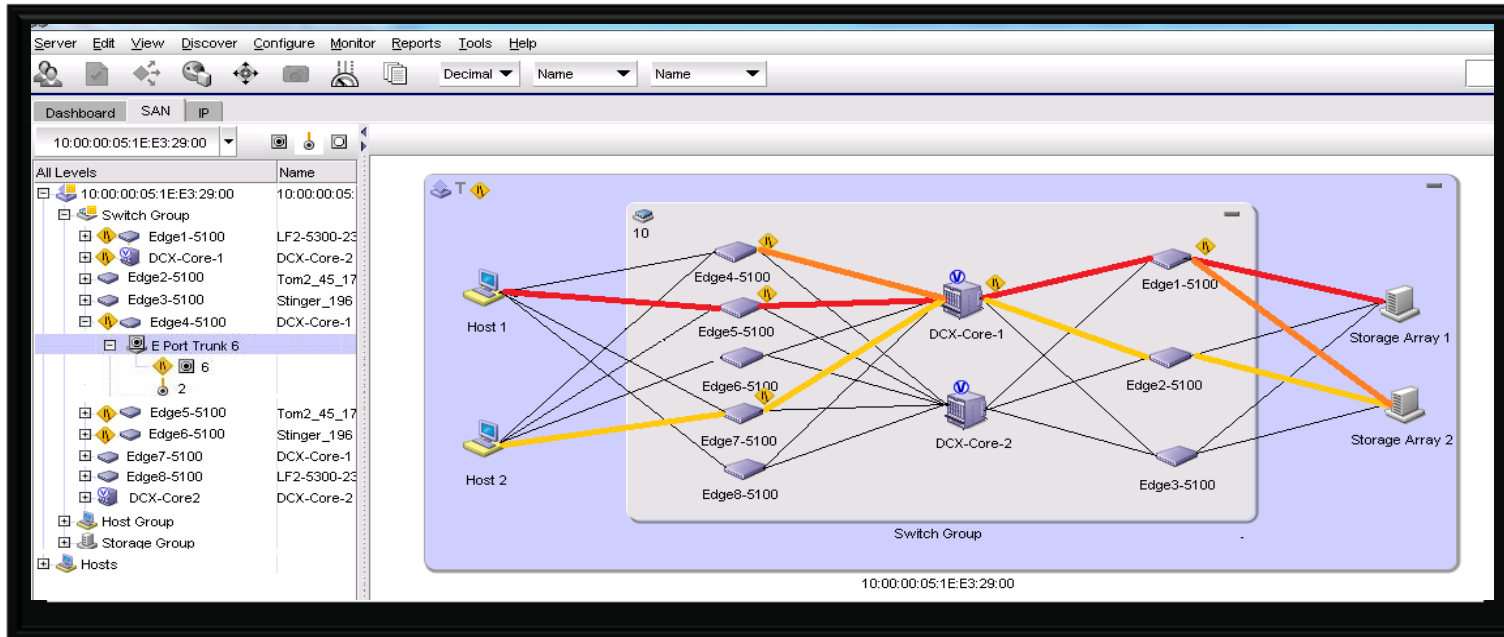 Server Edit View Discover Configure Monitor Reports Tools Help
Decimal Name Name
Dashboard SAN IP
10:00:00:05:1E:E3:29:00
All Levels Name
10:00:00:05:1E:E3:29:00 10:00:00:05:
Switch Group
Edge1-5100 LF2-5300-23
DCX-Core-1 DCX-Core-2
Edge2-5100 Tom2_45_17
Edge3-5100 Stinger_196
Edge4-5100 DCX-Core-1
E Port Trunk 6
6
2
Edge5-5100 Tom2_45_17
Edge6-5100 Stinger_196
Edge7-5100 DCX-Core-1
Edge8-5100 LF2-5300-23
DCX-Core2 DCX-Core-2
Host Group
Storage Group
Hosts
T
10
Edge4-5100
Edge1-5100
Host 1
Edge5-5100
DCX-Core-1
Storage Array 1
Edge6-5100
Edge2-5100
Edge7-5100
DCX-Core-2
Storage Array 2
Host 2
Edge8-5100
Edge3-5100
Switch Group
10:00:00:05:1E:E3:29:00